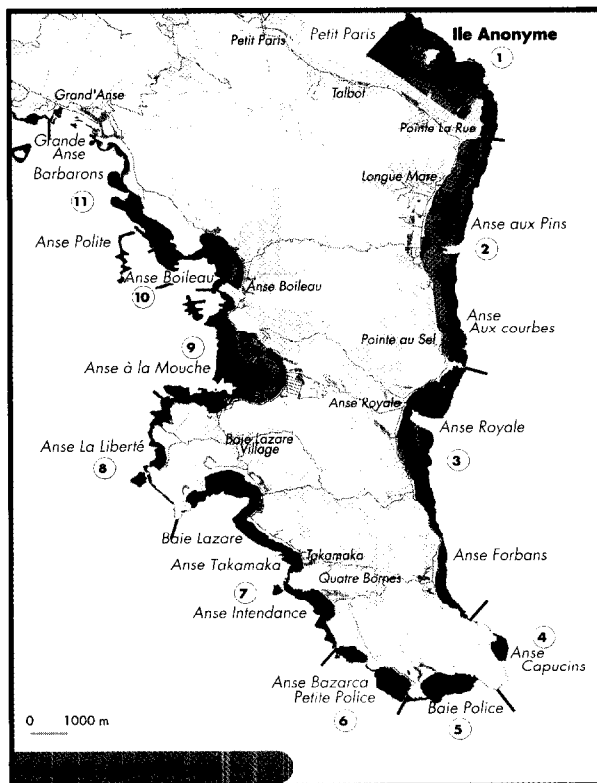 Petit Paris
Petit Paris
Ile Anonyme
1
Talbol
Grand'Anse
Pointe La Rue
Grande
Anse
Barbarons
11
Longue Mare
Anse aux Pins
2
Anse Polite
Anse Boileau
10
Anse Boileau
Anse
Aux courbes
Pointe au Sel
9
Anse à la Mouche
Anse Royale
Anse Royale
3
Baie Lazare
Village
Anse La Liberté
8
Baie Lazare
Anse Takamaka
Takamaka
Anse Forbans
Quatre Bornes
7
Anse Intendance
4
Anse
Capucins
Anse Bazarca
Petite Police
6
Baie Police
5
0 1000 m